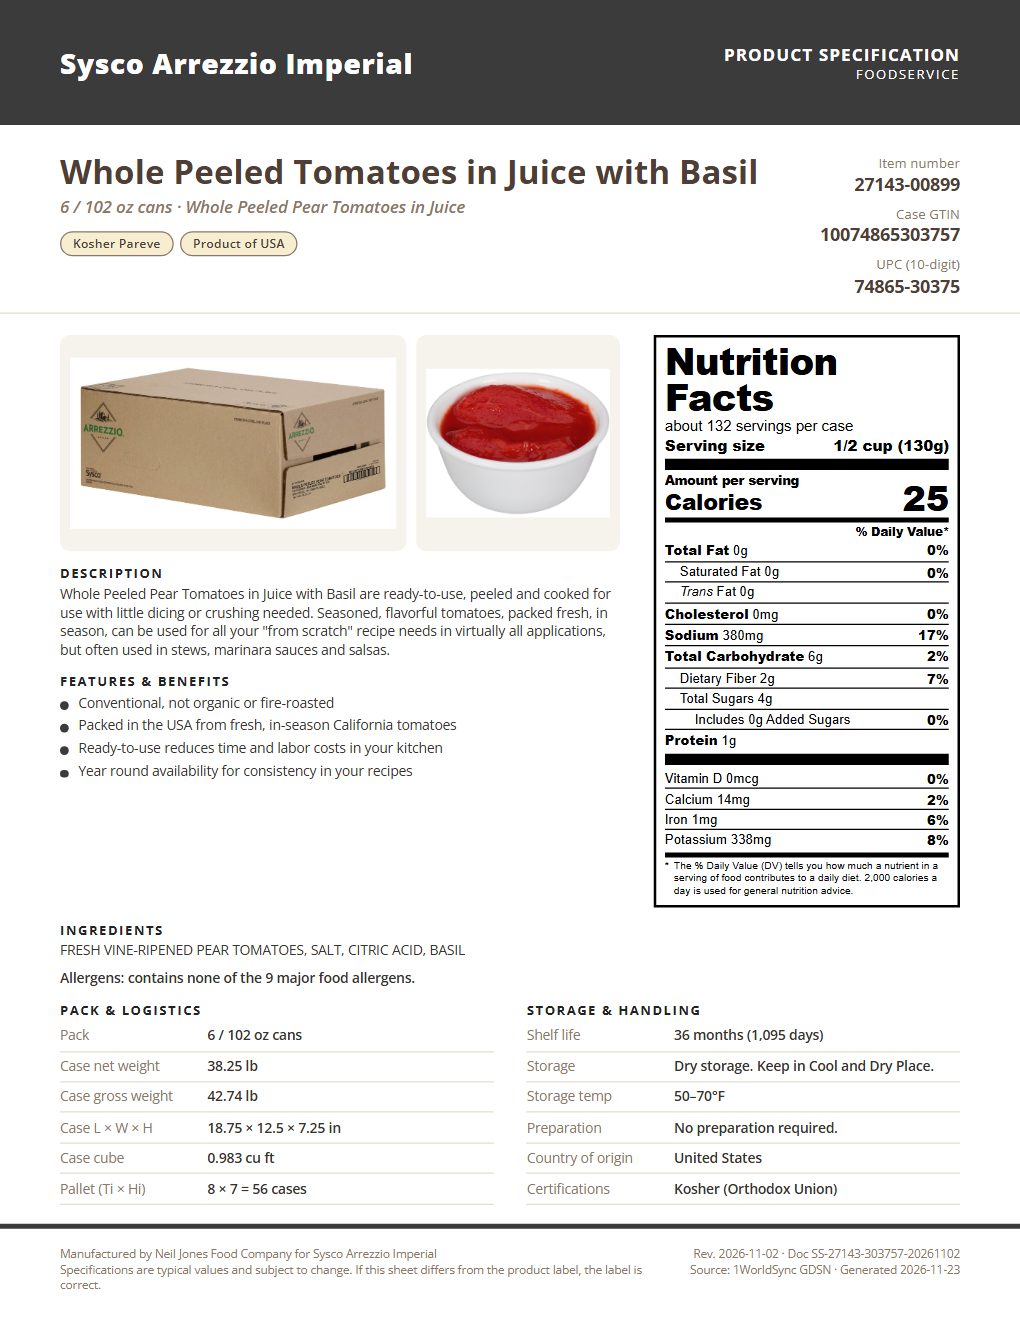 Sysco Arrezzio Imperial
PRODUCT SPECIFICATION
FOODSERVICE
Whole Peeled Tomatoes in Juice with Basil
6 / 102 oz cans · Whole Peeled Pear Tomatoes in Juice
Kosher Pareve
Product of USA
Item number
27143-00899
Case GTIN
10074865303757
UPC (10-digit)
74865-30375
ARREZZIO
ARREZZIO
Sysco
DESCRIPTION
Whole Peeled Pear Tomatoes in Juice with Basil are ready-to-use, peeled and cooked for
use with little dicing or crushing needed. Seasoned, flavorful tomatoes, packed fresh, in
season, can be used for all your "from scratch" recipe needs in virtually all applications,
but often used in stews, marinara sauces and salsas.
FEATURES & BENEFITS
Conventional, not organic or fire-roasted
Packed in the USA from fresh, in-season California tomatoes
Ready-to-use reduces time and labor costs in your kitchen
Year round availability for consistency in your recipes
Nutrition
Facts
about 132 servings per case
Serving size 1/2 cup (130g)
Amount per serving
Calories 25
% Daily Value*
Total Fat 0g 0%
Saturated Fat 0g 0%
Trans Fat 0g
Cholesterol 0mg 0%
Sodium 380mg 17%
Total Carbohydrate 6g 2%
Dietary Fiber 2g 7%
Total Sugars 4g
Includes 0g Added Sugars 0%
Protein 1g
Vitamin D 0mcg 0%
Calcium 14mg 2%
Iron 1mg 6%
Potassium 338mg 8%
* The % Daily Value (DV) tells you how much a nutrient in a
serving of food contributes to a daily diet. 2,000 calories a
day is used for general nutrition advice.
INGREDIENTS
FRESH VINE-RIPENED PEAR TOMATOES, SALT, CITRIC ACID, BASIL
Allergens: contains none of the 9 major food allergens.
PACK & LOGISTICS
Pack 6 / 102 oz cans
Case net weight 38.25 lb
Case gross weight 42.74 lb
Case L × W × H 18.75 × 12.5 × 7.25 in
Case cube 0.983 cu ft
Pallet (Ti × Hi) 8 × 7 = 56 cases
STORAGE & HANDLING
Shelf life 36 months (1,095 days)
Storage Dry storage. Keep in Cool and Dry Place.
Storage temp 50–70°F
Preparation No preparation required.
Country of origin United States
Certifications Kosher (Orthodox Union)
Manufactured by Neil Jones Food Company for Sysco Arrezzio Imperial
Specifications are typical values and subject to change. If this sheet differs from the product label, the label is
correct.
Rev. 2026-11-02 · Doc SS-27143-303757-20261102
Source: 1WorldSync GDSN · Generated 2026-11-23